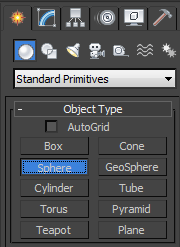 Standard Primitives
- Object Type
AutoGrid
Box Cone
Sphere GeoSphere
Cylinder Tube
Torus Pyramid
Teapot Plane